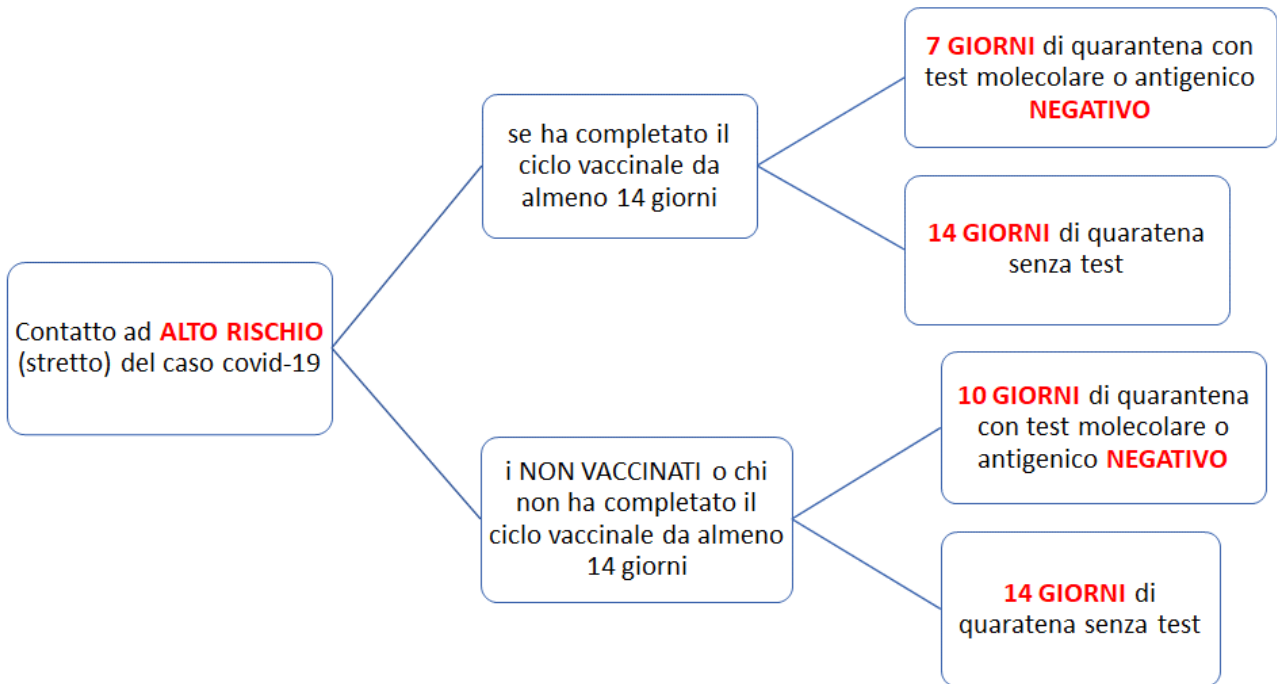 Contatto ad ALTO RISCHIO
(stretto) del caso covid-19
se ha completato il
ciclo vaccinale da
almeno 14 giorni
7 GIORNI di quarantena con
test molecolare o antigenico
NEGATIVO
14 GIORNI di quaratena
senza test
i NON VACCINATI o chi
non ha completato il
ciclo vaccinale da almeno
14 giorni
10 GIORNI di quarantena
con test molecolare o
antigenico NEGATIVO
14 GIORNI di
quaratena senza test